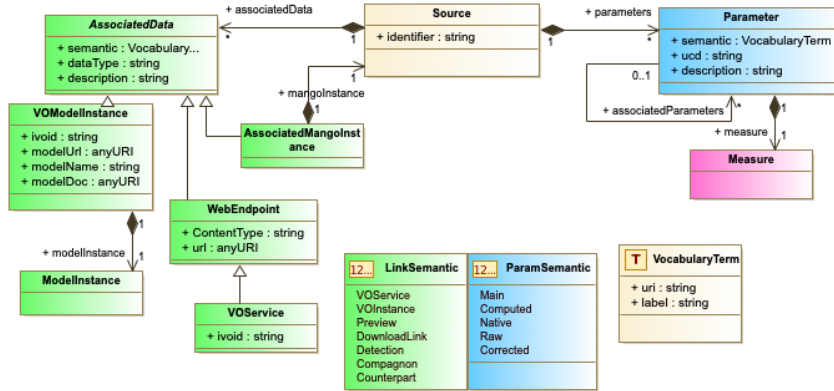 AssociatedData
+ semantic : Vocabulary...
+ dataType : string
+ description : string
+ associatedData
*
1
Source
+ identifier : string
1
+ parameters
*
Parameter
+ semantic : VocabularyTerm
+ ucd : string
+ description : string
0..1
+ associatedParameters
*
1
+ measure
1
Measure
1
+ mangoInstance
1
AssociatedMangoInst
ance
VOModelInstance
+ ivoid : string
+ modelUrl : anyURI
+ modelName : string
+ modelDoc : anyURI
1
+ modelInstance
1
ModelInstance
WebEndpoint
+ ContentType : string
+ url : anyURI
VOService
+ ivoid : string
12... LinkSemantic
VOService
VOInstance
Preview
DownloadLink
Detection
Compagnon
Counterpart
12... ParamSemantic
Main
Computed
Native
Raw
Corrected
T VocabularyTerm
+ uri : string
+ label : string